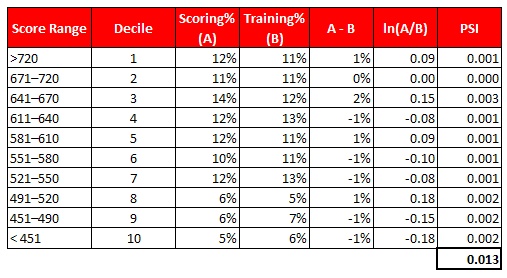 Score Range Decile Scoring% (A) Training% (B) A - B ln(A/B) PSI
>720 1 12% 11% 1% 0.09 0.001
671–720 2 11% 11% 0% 0.00 0.000
641–670 3 14% 12% 2% 0.15 0.003
611–640 4 12% 13% -1% -0.08 0.001
581–610 5 12% 11% 1% 0.09 0.001
551–580 6 10% 11% -1% -0.10 0.001
521–550 7 12% 13% -1% -0.08 0.001
491–520 8 6% 5% 1% 0.18 0.002
451–490 9 6% 7% -1% -0.15 0.002
< 451 10 5% 6% -1% -0.18 0.002
0.013